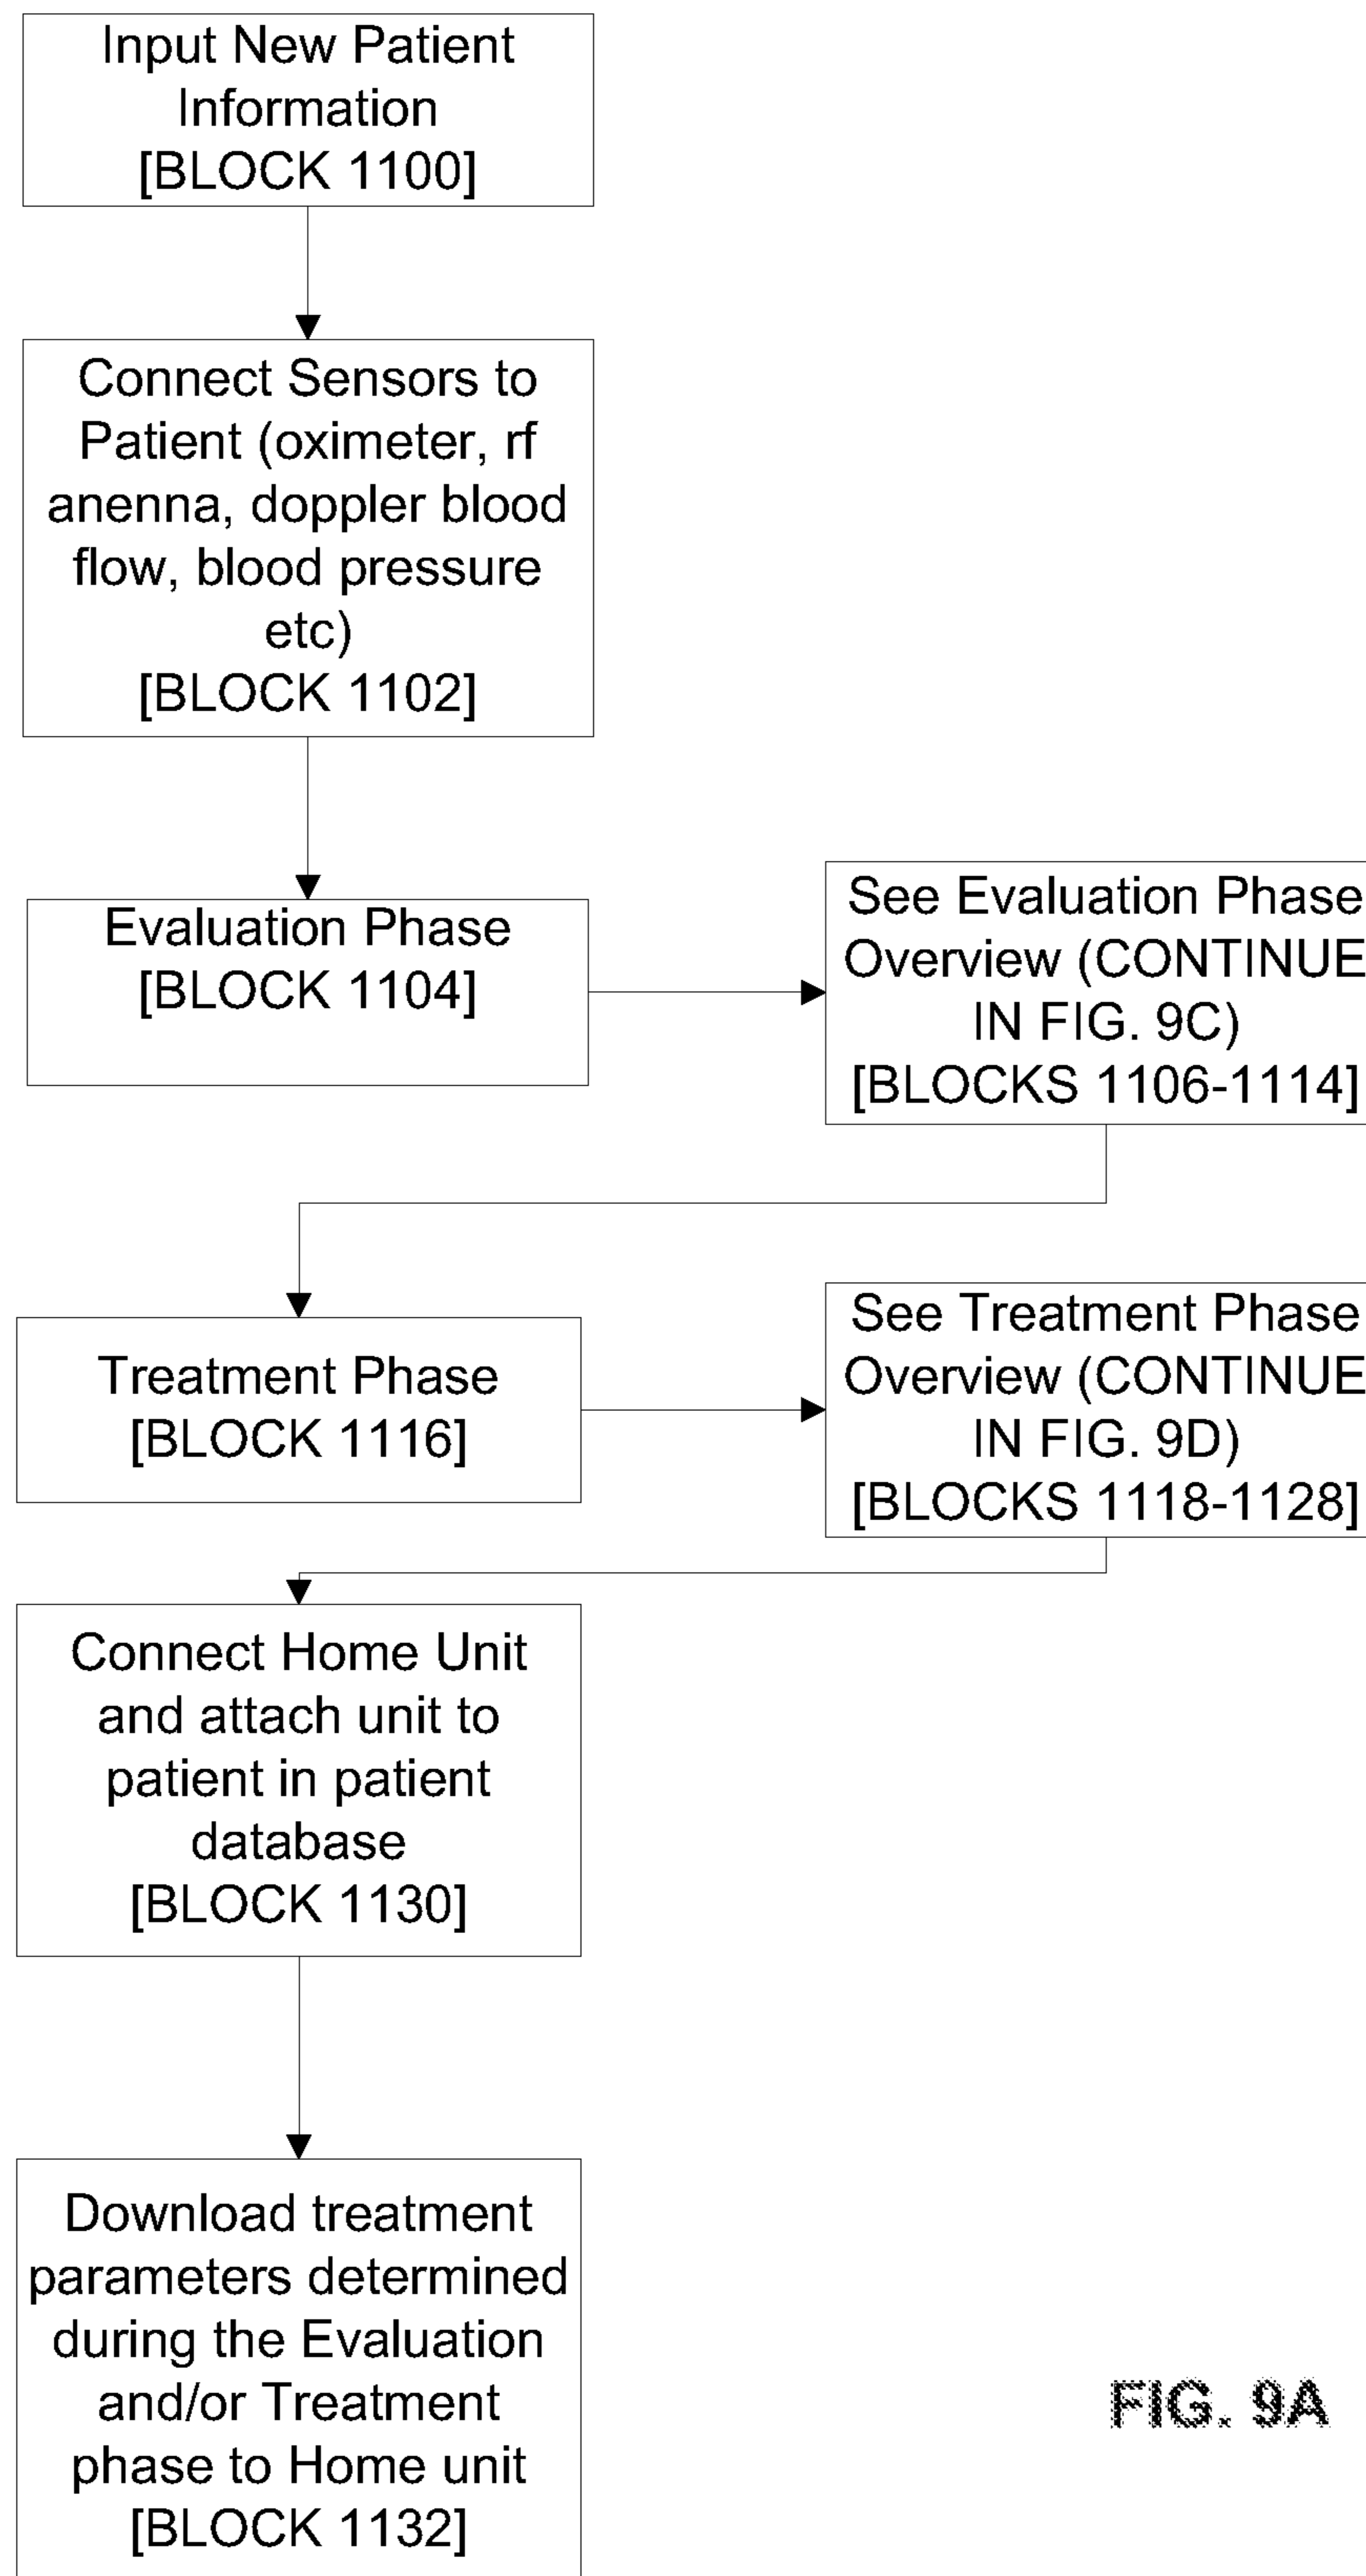 Input New Patient
Information
[BLOCK 1100]
Connect Sensors to
Patient (oximeter, rf
anenna, doppler blood
flow, blood pressure
etc)
[BLOCK 1102]
Evaluation Phase
[BLOCK 1104]
See Evaluation Phase
Overview (CONTINUE
IN FIG. 9C)
[BLOCKS 1106-1114]
Treatment Phase
[BLOCK 1116]
See Treatment Phase
Overview (CONTINUE
IN FIG. 9D)
[BLOCKS 1118-1128]
Connect Home Unit
and attach unit to
patient in patient
database
[BLOCK 1130]
Download treatment
parameters determined
during the Evaluation
and/or Treatment
phase to Home unit
[BLOCK 1132]
FIG. 9A